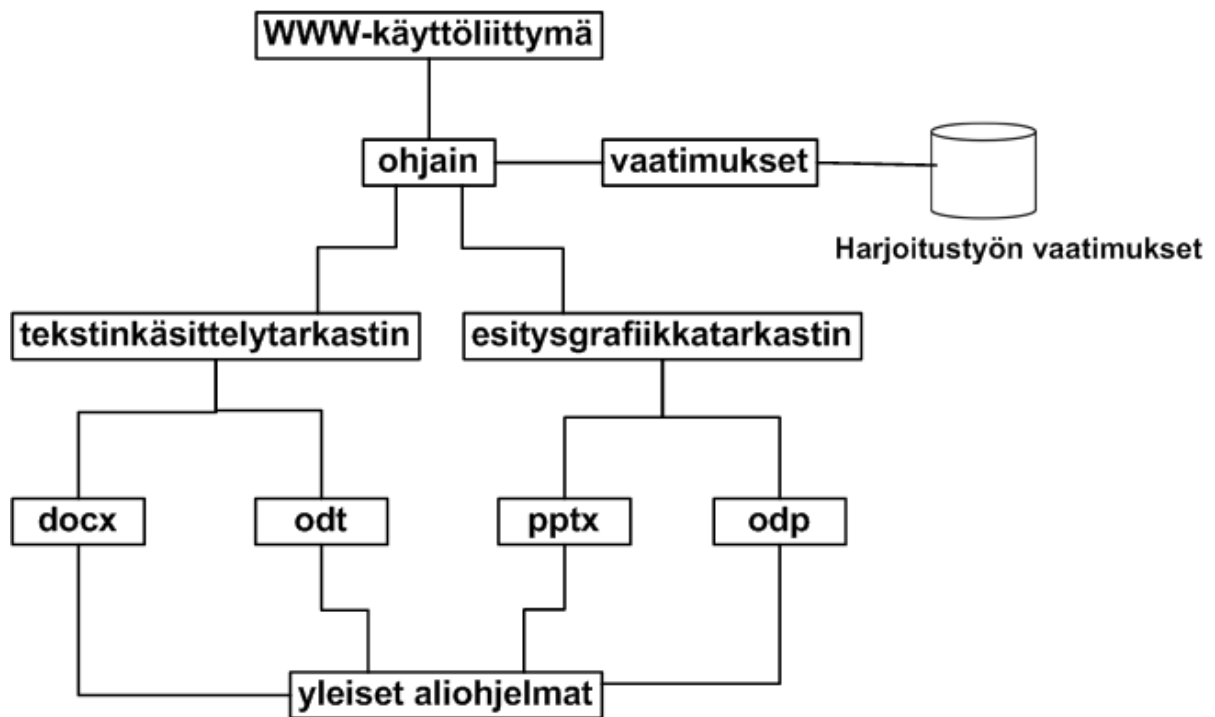 WWW-käyttöliittymä
ohjain
vaatimukset
Harjoitustyön vaatimukset
tekstinkäsittelytarkastin
esitysgrafiikkatarkastin
docx
odt
pptx
odp
yleiset aliohjelmat